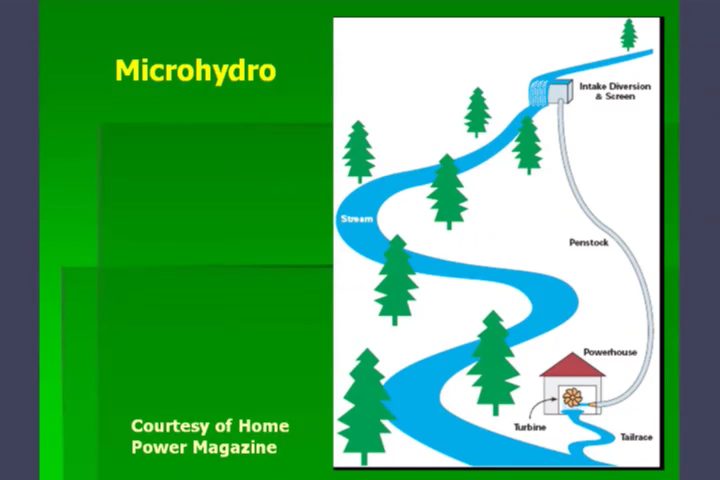 Microhydro
Intake Diversion
& Screen
Stream
Penstock
Powerhouse
Turbine
Tailrace
Courtesy of Home
Power Magazine